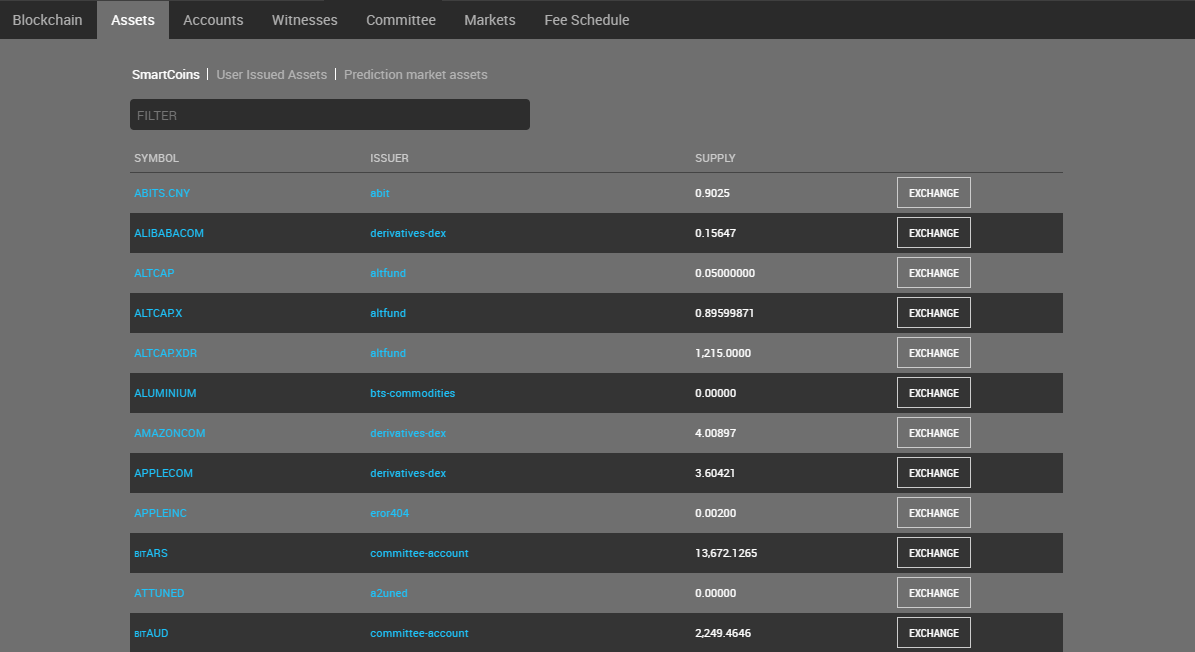 Blockchain Assets Accounts Witnesses Committee Markets Fee Schedule
SmartCoins | User Issued Assets | Prediction market assets
FILTER
SYMBOL ISSUER SUPPLY
ABITS.CNY abit 0.9025 EXCHANGE
ALIBABACOM derivatives-dex 0.15647 EXCHANGE
ALTCAP altfund 0.05000000 EXCHANGE
ALTCAP.X altfund 0.89599871 EXCHANGE
ALTCAP.XDR altfund 1,215.0000 EXCHANGE
ALUMINIUM bts-commodities 0.00000 EXCHANGE
AMAZONCOM derivatives-dex 4.00897 EXCHANGE
APPLECOM derivatives-dex 3.60421 EXCHANGE
APPLEINC eror404 0.00200 EXCHANGE
BITARS committee-account 13,672.1265 EXCHANGE
ATTUNED a2uned 0.00000 EXCHANGE
BITAUD committee-account 2,249.4646 EXCHANGE